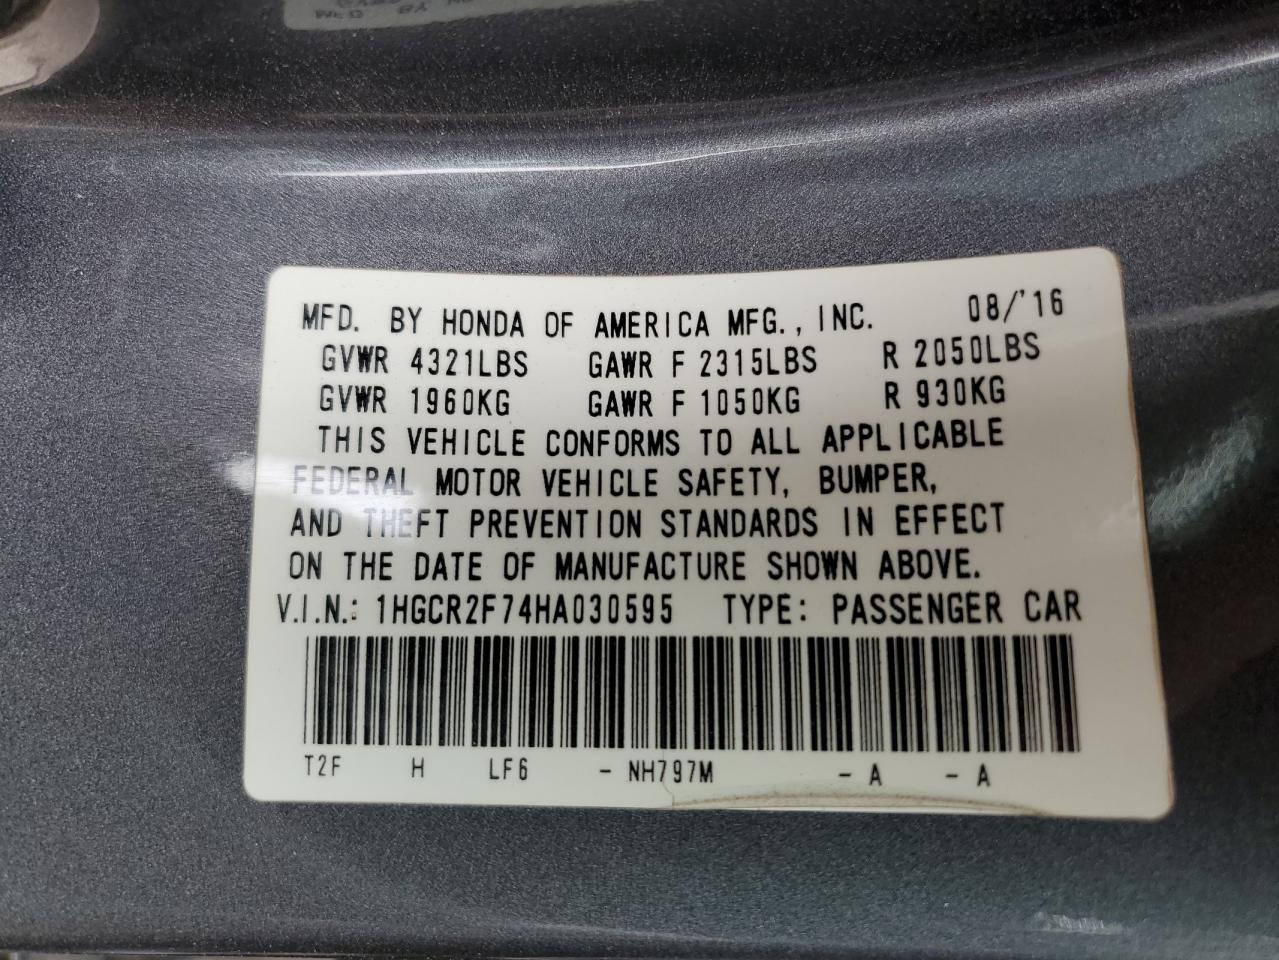 MFD. BY HONDA OF AMERICA MFG., INC. 08/'16
GVWR 4321LBS GAWR F 2315LBS R 2050LBS
GVWR 1960KG GAWR F 1050KG R 930KG
THIS VEHICLE CONFORMS TO ALL APPLICABLE
FEDERAL MOTOR VEHICLE SAFETY, BUMPER,
AND THEFT PREVENTION STANDARDS IN EFFECT
ON THE DATE OF MANUFACTURE SHOWN ABOVE.
V.I.N.: 1HGCR2F74HA030595 TYPE: PASSENGER CAR
T2F H LF6 - NH797M - A - A